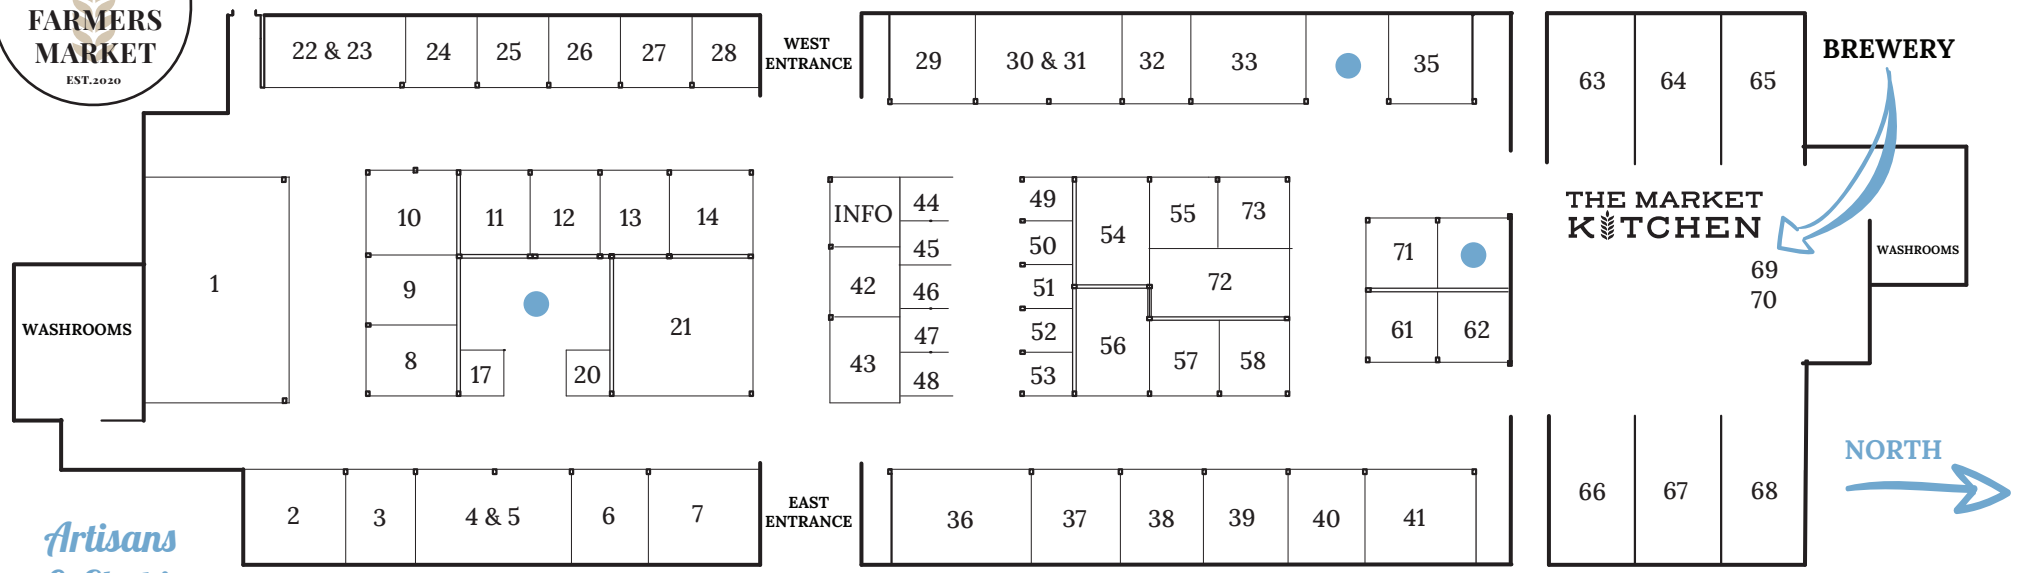 FARMERS
MARKET
EST.2020
22 & 23 24 25 26 27 28
WEST
ENTRANCE
29 30 & 31 32 33 35
63 64 65
BREWERY
1
WASHROOMS
10 11 12 13 14
9
8 17 20 21
INFO 44
45
42 46
47
43 48
49 54 55 73
50
51 72
52 56 57 58
53
71
61 62
THE MARKET
KITCHEN
69
70
WASHROOMS
2 3 4 & 5 6 7
EAST
ENTRANCE
36 37 38 39 40 41
66 67 68
NORTH
Artisans